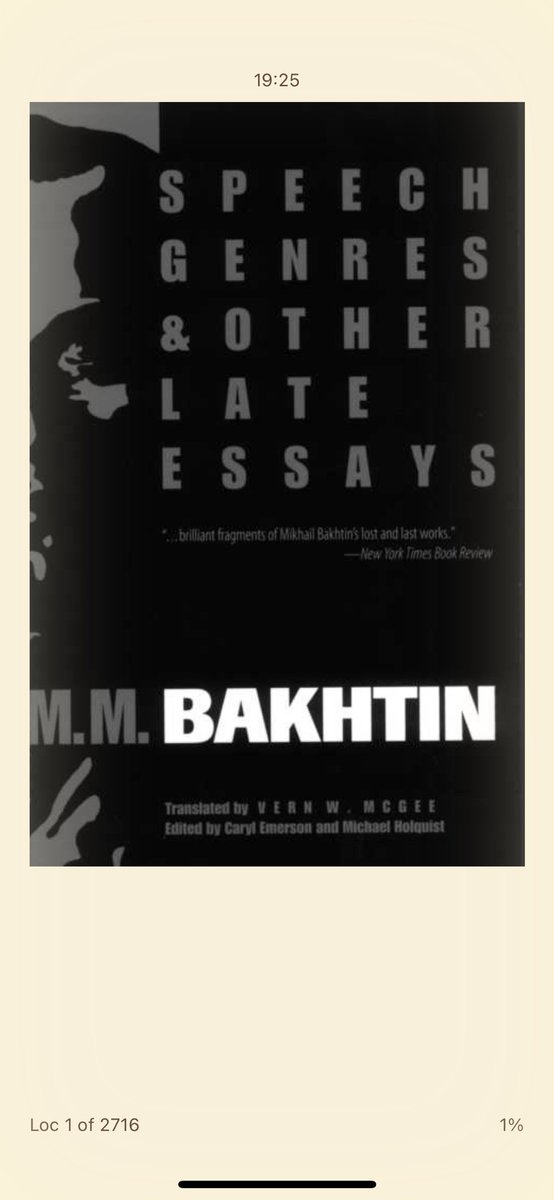 19:25
SPEECH
GENRES
& OTHER
LATE
ESSAYS
"...brilliant fragments of Mikhail Bakhtin's lost and last works."
—New York Times Book Review
M.M. BAKHTIN
Translated by VERN W. MCGEE
Edited by Caryl Emerson and Michael Holquist
Loc 1 of 2716
1%